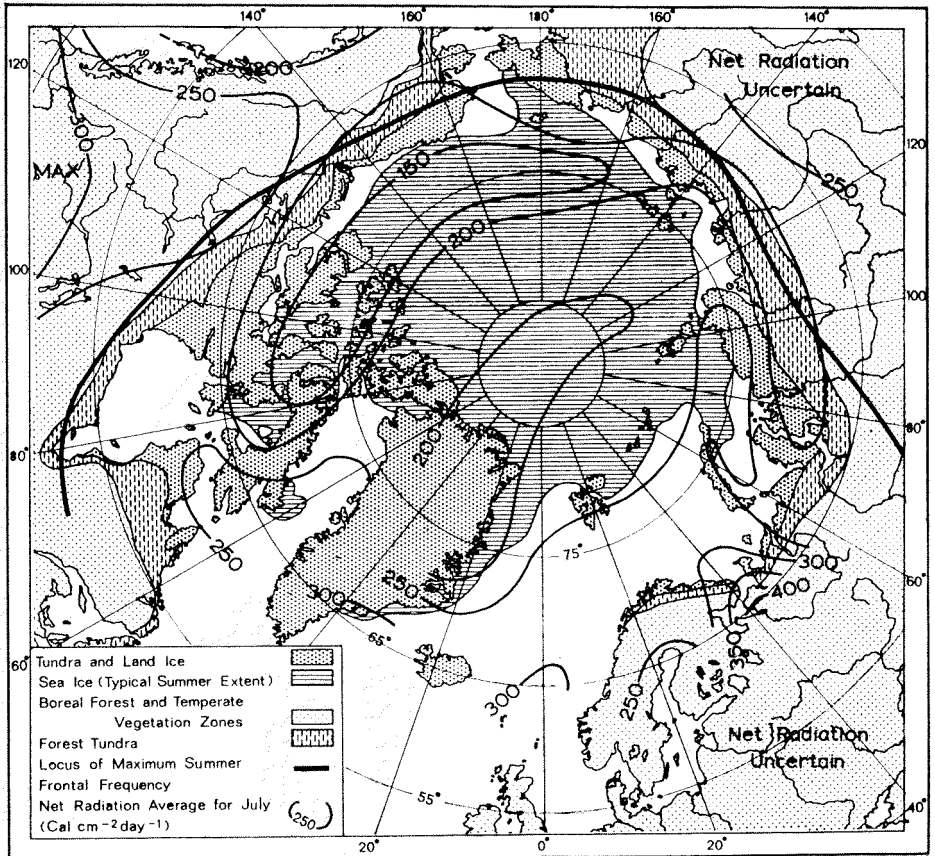 140° 160° 180° 160° 140°
120
200
250
Net Radiation
Uncertain
300
MAX
150
120
250
200
100
100
80°
80°
200
250
75°
300
250
300
400
65°
60°
350
60°
300
250
Net Radiation
Uncertain
55°
40°
20° 0° 20°
Tundra and Land Ice
Sea Ice (Typical Summer Extent)
Boreal Forest and Temperate
Vegetation Zones
Forest Tundra
Locus of Maximum Summer
Frontal Frequency
Net Radiation Average for July
(Cal cm⁻² day⁻¹)
250